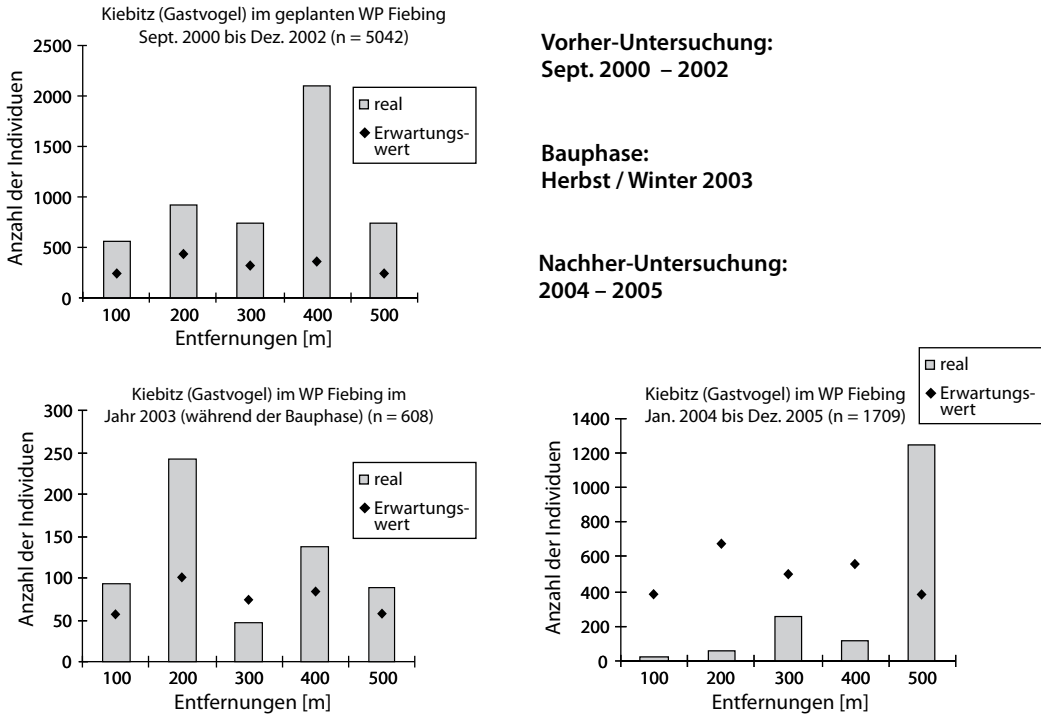 Kiebitz (Gastvogel) im geplanten WP Fiebing
Sept. 2000 bis Dez. 2002 (n = 5042)
Anzahl der Individuen
2500
2000
1500
1000
500
0
real
Erwartungs-
wert
100 200 300 400 500
Entfernungen [m]
Vorher-Untersuchung:
Sept. 2000 – 2002
Bauphase:
Herbst / Winter 2003
Nachher-Untersuchung:
2004 – 2005
Kiebitz (Gastvogel) im WP Fiebing im
Jahr 2003 (während der Bauphase) (n = 608)
Anzahl der Individuen
300
250
200
150
100
50
0
real
Erwartungs-
wert
100 200 300 400 500
Entfernungen [m]
Kiebitz (Gastvogel) im WP Fiebing
Jan. 2004 bis Dez. 2005 (n = 1709)
real
Erwartungs-
wert
Anzahl der Individuen
1400
1200
1000
800
600
400
200
0
100 200 300 400 500
Entfernungen [m]